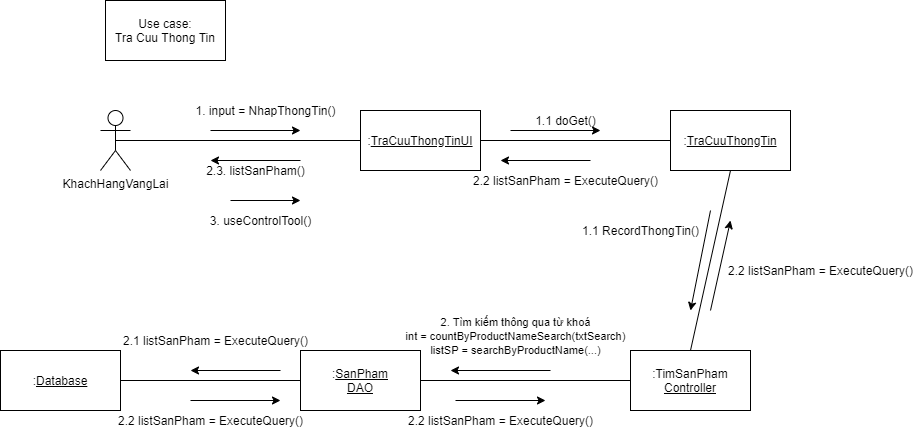 Use case:
Tra Cuu Thong Tin
1. input = NhapThongTin()
:TraCuuThongTinUI
1.1 doGet()
:TraCuuThongTin
2.3. listSanPham()
2.2 listSanPham = ExecuteQuery()
KhachHangVangLai
3. useControlTool()
1.1 RecordThongTin()
2.2 listSanPham = ExecuteQuery()
2. Tìm kiếm thông qua từ khoá
int = countByProductNameSearch(txtSearch)
listSP = searchByProductName(...)
2.1 listSanPham = ExecuteQuery()
:Database
:SanPham
DAO
:TimSanPham
Controller
2.2 listSanPham = ExecuteQuery()
2.2 listSanPham = ExecuteQuery()